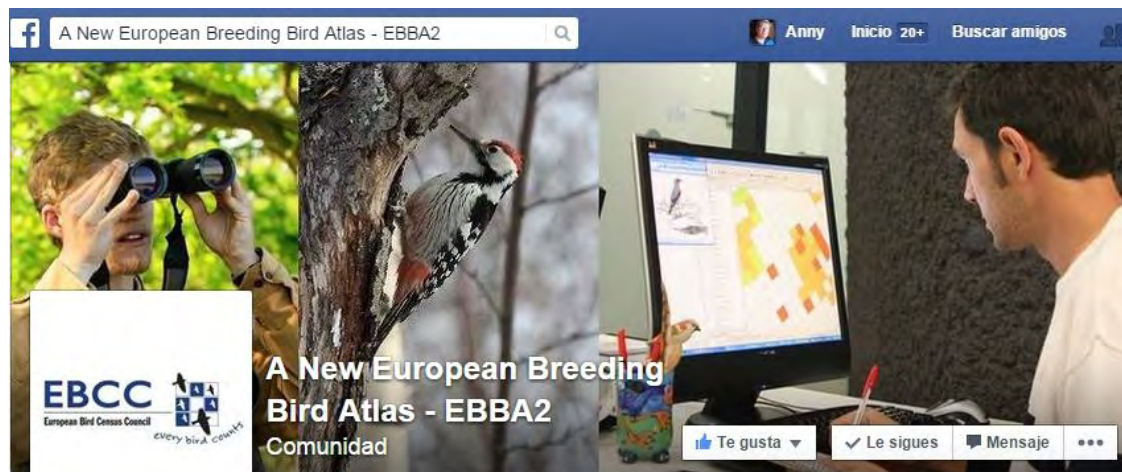 f A New European Breeding Bird Atlas - EBBA2 Anny Inicio 20+ Buscar amigos
A New European Breeding
Bird Atlas - EBBA2
Comunidad
EBCC
European Bird Census Council
every bird counts
Te gusta Le sigues Mensaje